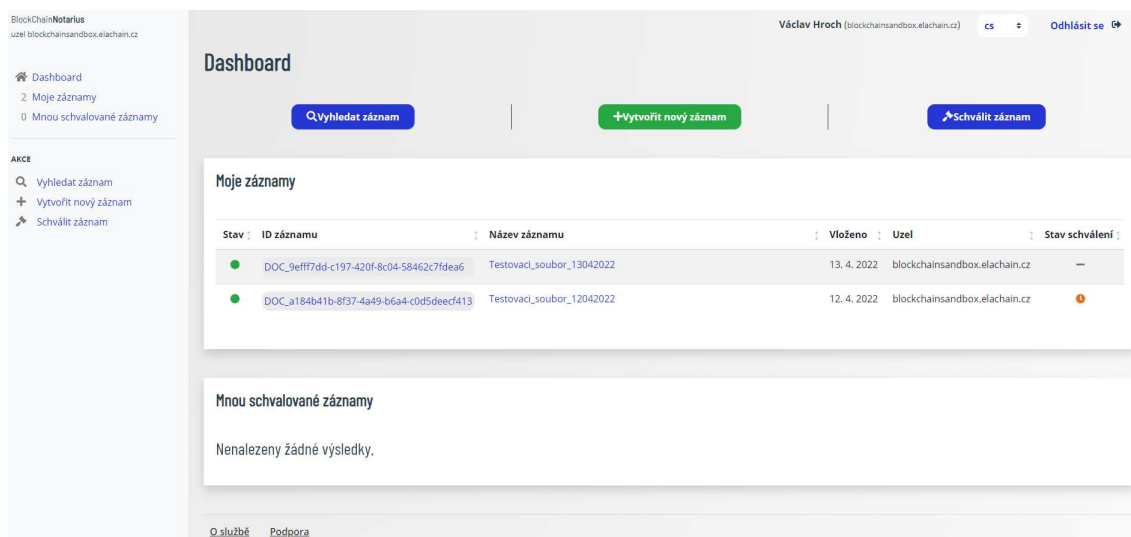 BlockChainNotarius
uzel blockchainsandbox.elachain.cz
Václav Hroch (blockchainsandbox.elachain.cz) cs Odhlásit se
Dashboard
2 Moje záznamy
0 Mnou schvalované záznamy
AKCE
Vyhledat záznam
Vytvořit nový záznam
Schválit záznam
Dashboard
Vyhledat záznam Vytvořit nový záznam Schválit záznam
Moje záznamy
Stav ID záznamu Název záznamu Vloženo Uzel Stav schválení
DOC_9efff7dd-c197-420f-8c04-58462c7fdea6 Testovaci_soubor_13042022 13. 4. 2022 blockchainsandbox.elachain.cz –
DOC_a184b41b-8f37-4a49-b6a4-c0d5deecf413 Testovaci_soubor_12042022 12. 4. 2022 blockchainsandbox.elachain.cz
Mnou schvalované záznamy
Nenalezeny žádné výsledky.
O službě Podpora